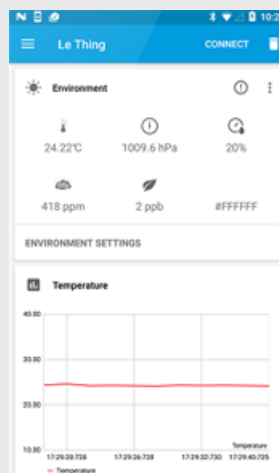 10:2
Le Thing CONNECT
Environment
24.22°C 1009.6 hPa 20%
418 ppm 2 ppb #FFFFFF
ENVIRONMENT SETTINGS
Temperature
40.00
30.00
20.00
10.00
Temperature
17:29:20.728 17:29:26.728 17:29:32.730 17:29:40.725
Temperature